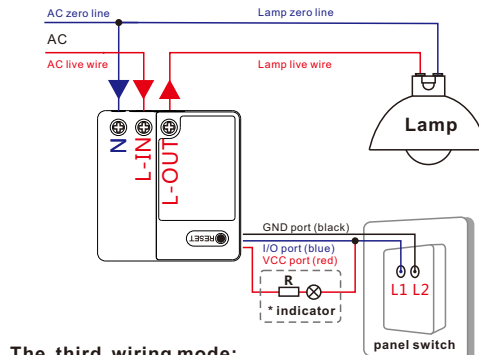 AC zero line
Lamp zero line
AC
AC live wire
Lamp live wire
Lamp
N
L-IN
L-OUT
RESET
GND port (black)
I/O port (blue)
VCC port (red)
R
* indicator
L1 L2
panel switch
The third wiring mode: